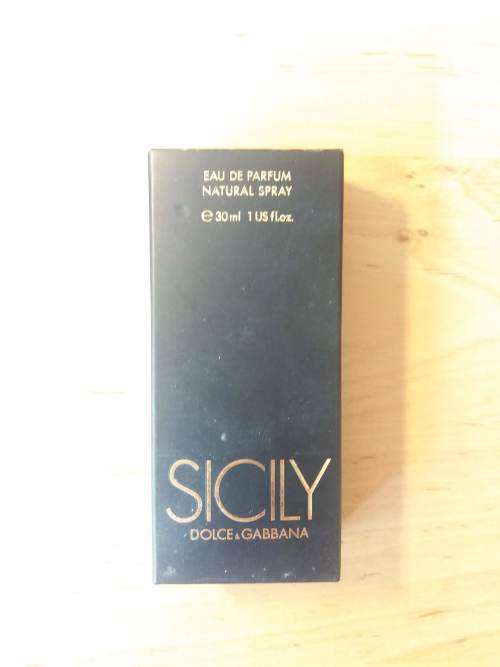 EAU DE PARFUM
NATURAL SPRAY
℮ 30 ml 1 US fl.oz.
SICILY
DOLCE & GABBANA